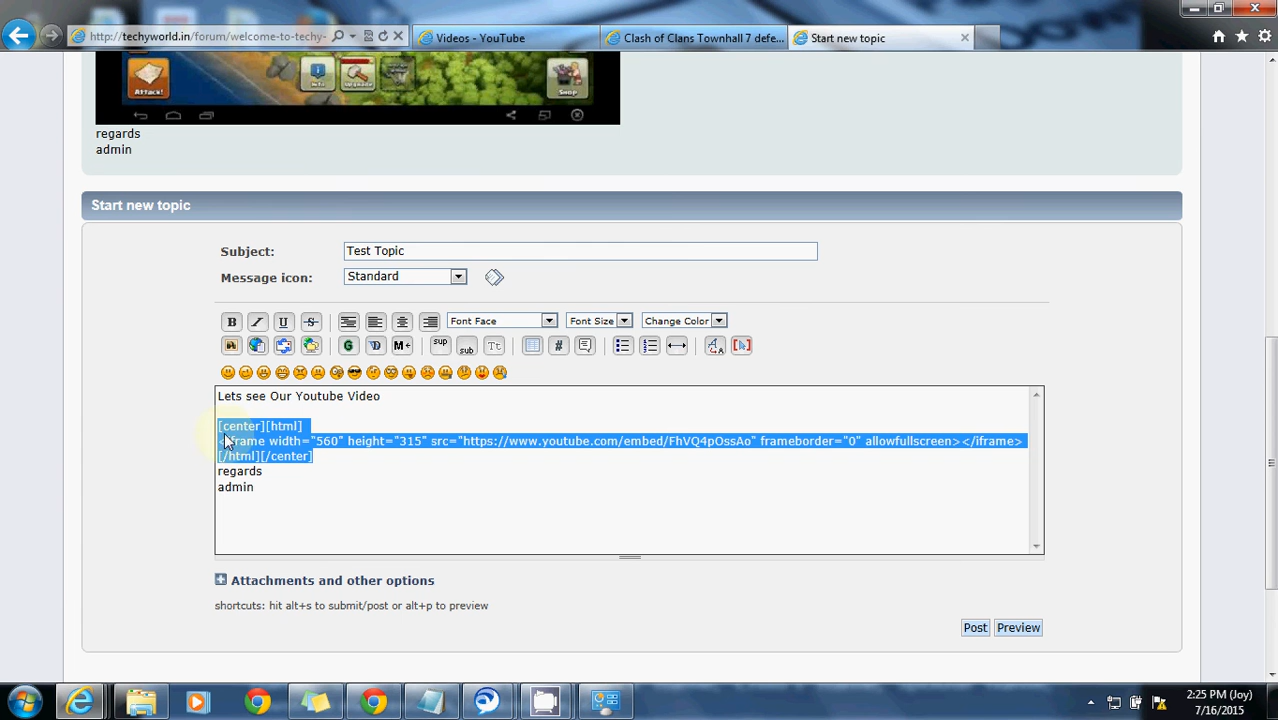 http://techyworld.in/forum/welcome-to-techy-
Videos - YouTube
Clash of Clans Townhall 7 defe...
Start new topic
Attack!
Info
Upgrade
Shop
regards
admin
Start new topic
Subject:
Test Topic
Message icon:
Standard
Font Face
Font Size
Change Color
Lets see Our Youtube Video
[center][html]
<iframe width="560" height="315" src="https://www.youtube.com/embed/FhVQ4pOssAo" frameborder="0" allowfullscreen></iframe>
[/html][/center]
regards
admin
Attachments and other options
shortcuts: hit alt+s to submit/post or alt+p to preview
Post
Preview
2:25 PM (Joy)
7/16/2015